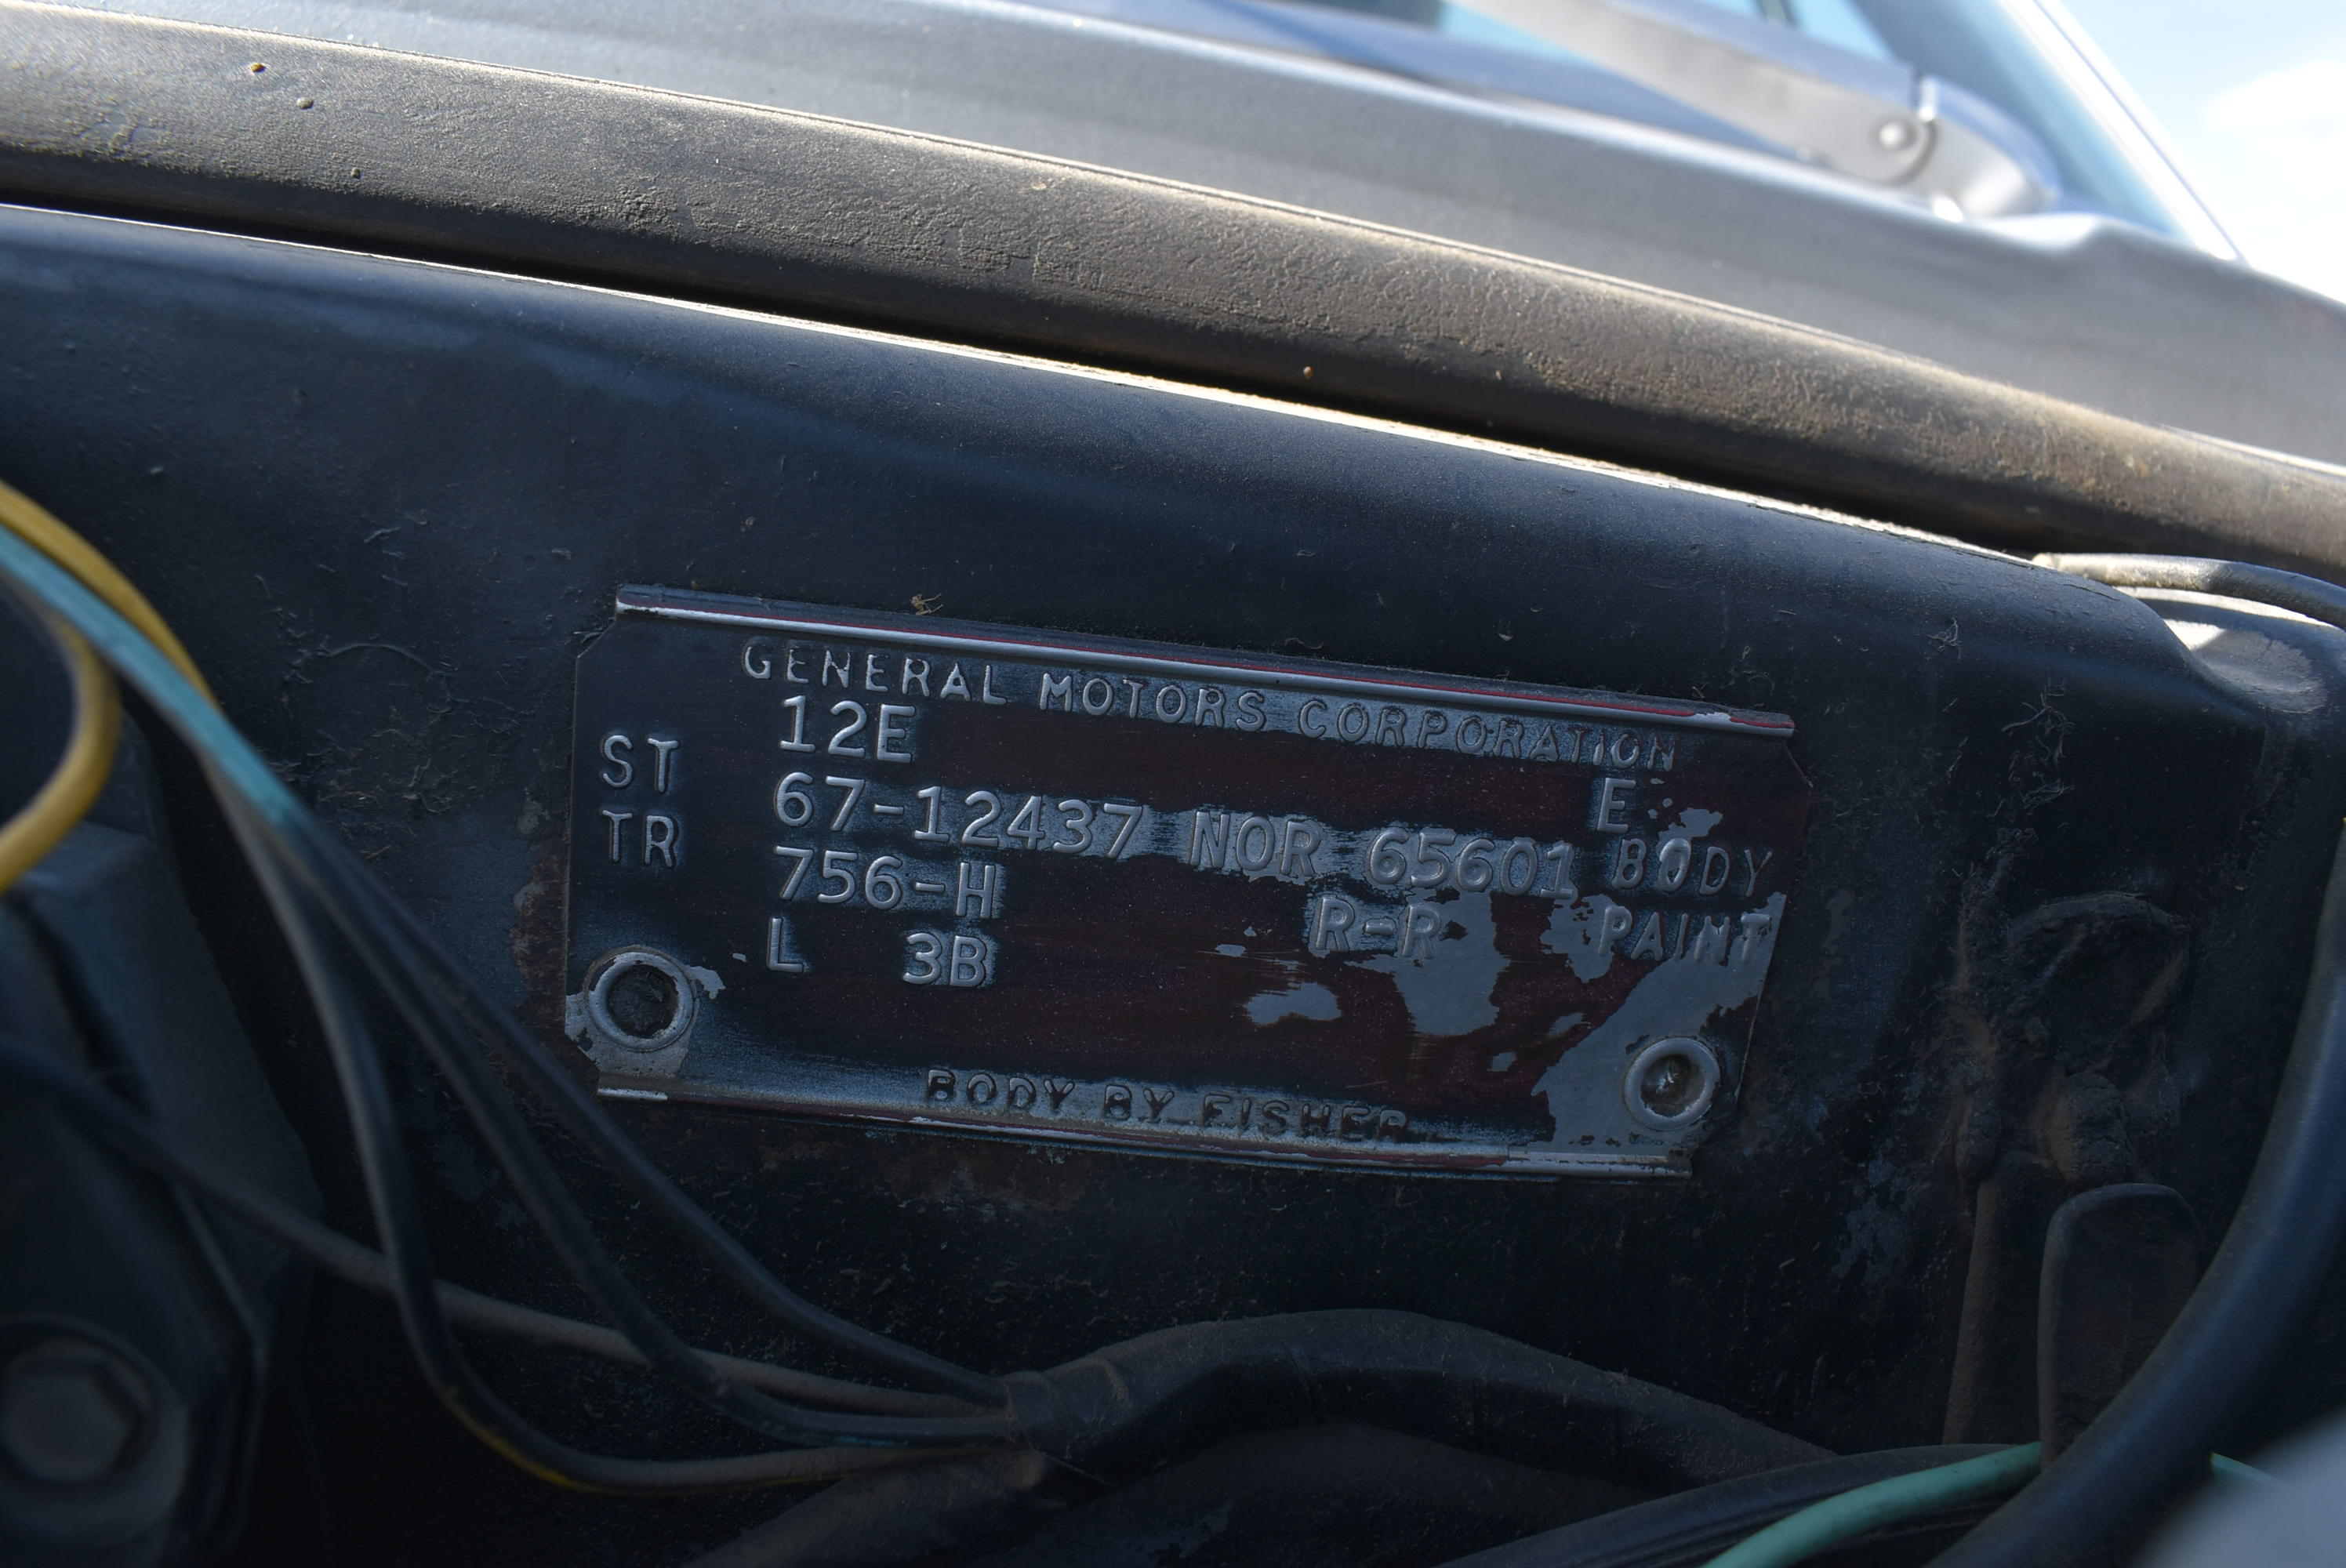 GENERAL MOTORS CORPORATION
12E E
ST 67-12437 NOR 65601 BODY
TR 756-H R-R PAINT
L 3B
BODY BY FISHER